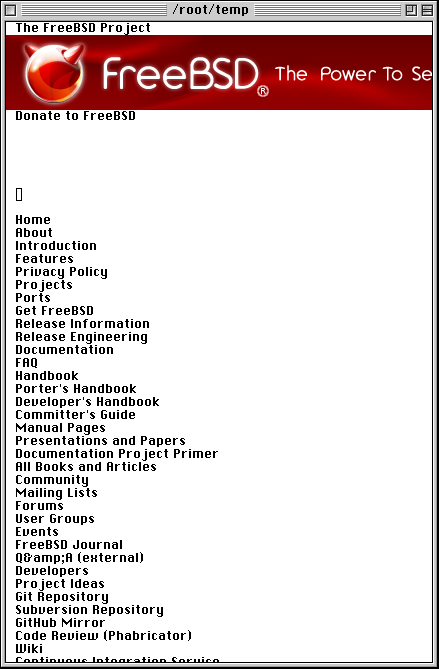 /root/temp
The FreeBSD Project
FreeBSD® The Power To Se
Donate to FreeBSD
Home
About
Introduction
Features
Privacy Policy
Projects
Ports
Get FreeBSD
Release Information
Release Engineering
Documentation
FAQ
Handbook
Porter's Handbook
Developer's Handbook
Committer's Guide
Manual Pages
Presentations and Papers
Documentation Project Primer
All Books and Articles
Community
Mailing Lists
Forums
User Groups
Events
FreeBSD Journal
Q&amp;A (external)
Developers
Project Ideas
Git Repository
Subversion Repository
GitHub Mirror
Code Review (Phabricator)
Wiki
Continuous Integration Service